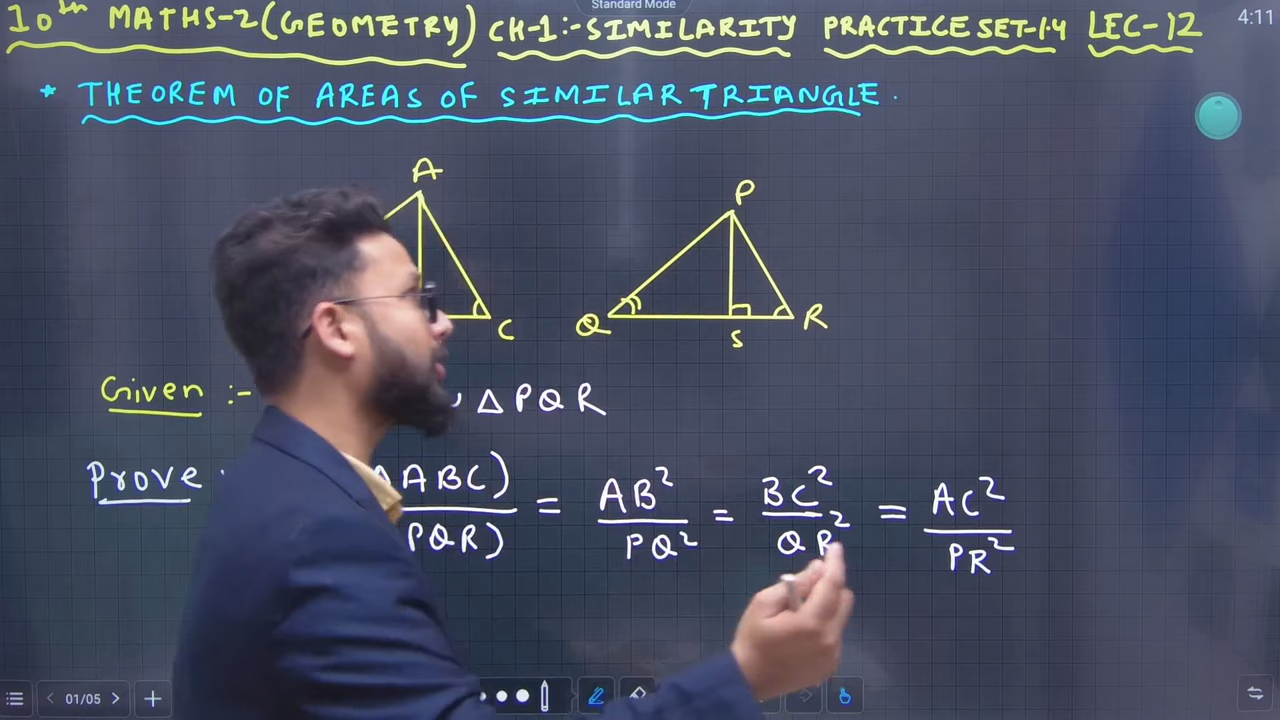 Standard Mode
4:11
10th MATHS-2(GEOMETRY) CH-1:-SIMILARITY PRACTICE SET-1.4 LEC-12
* THEOREM OF AREAS OF SIMILAR TRIANGLE.
A
P
C
Q
S
R
Given :- Δ PQR
Prove ABC) = AB² = BC² = AC²
PQR) PQ² QR² PR²
01/05